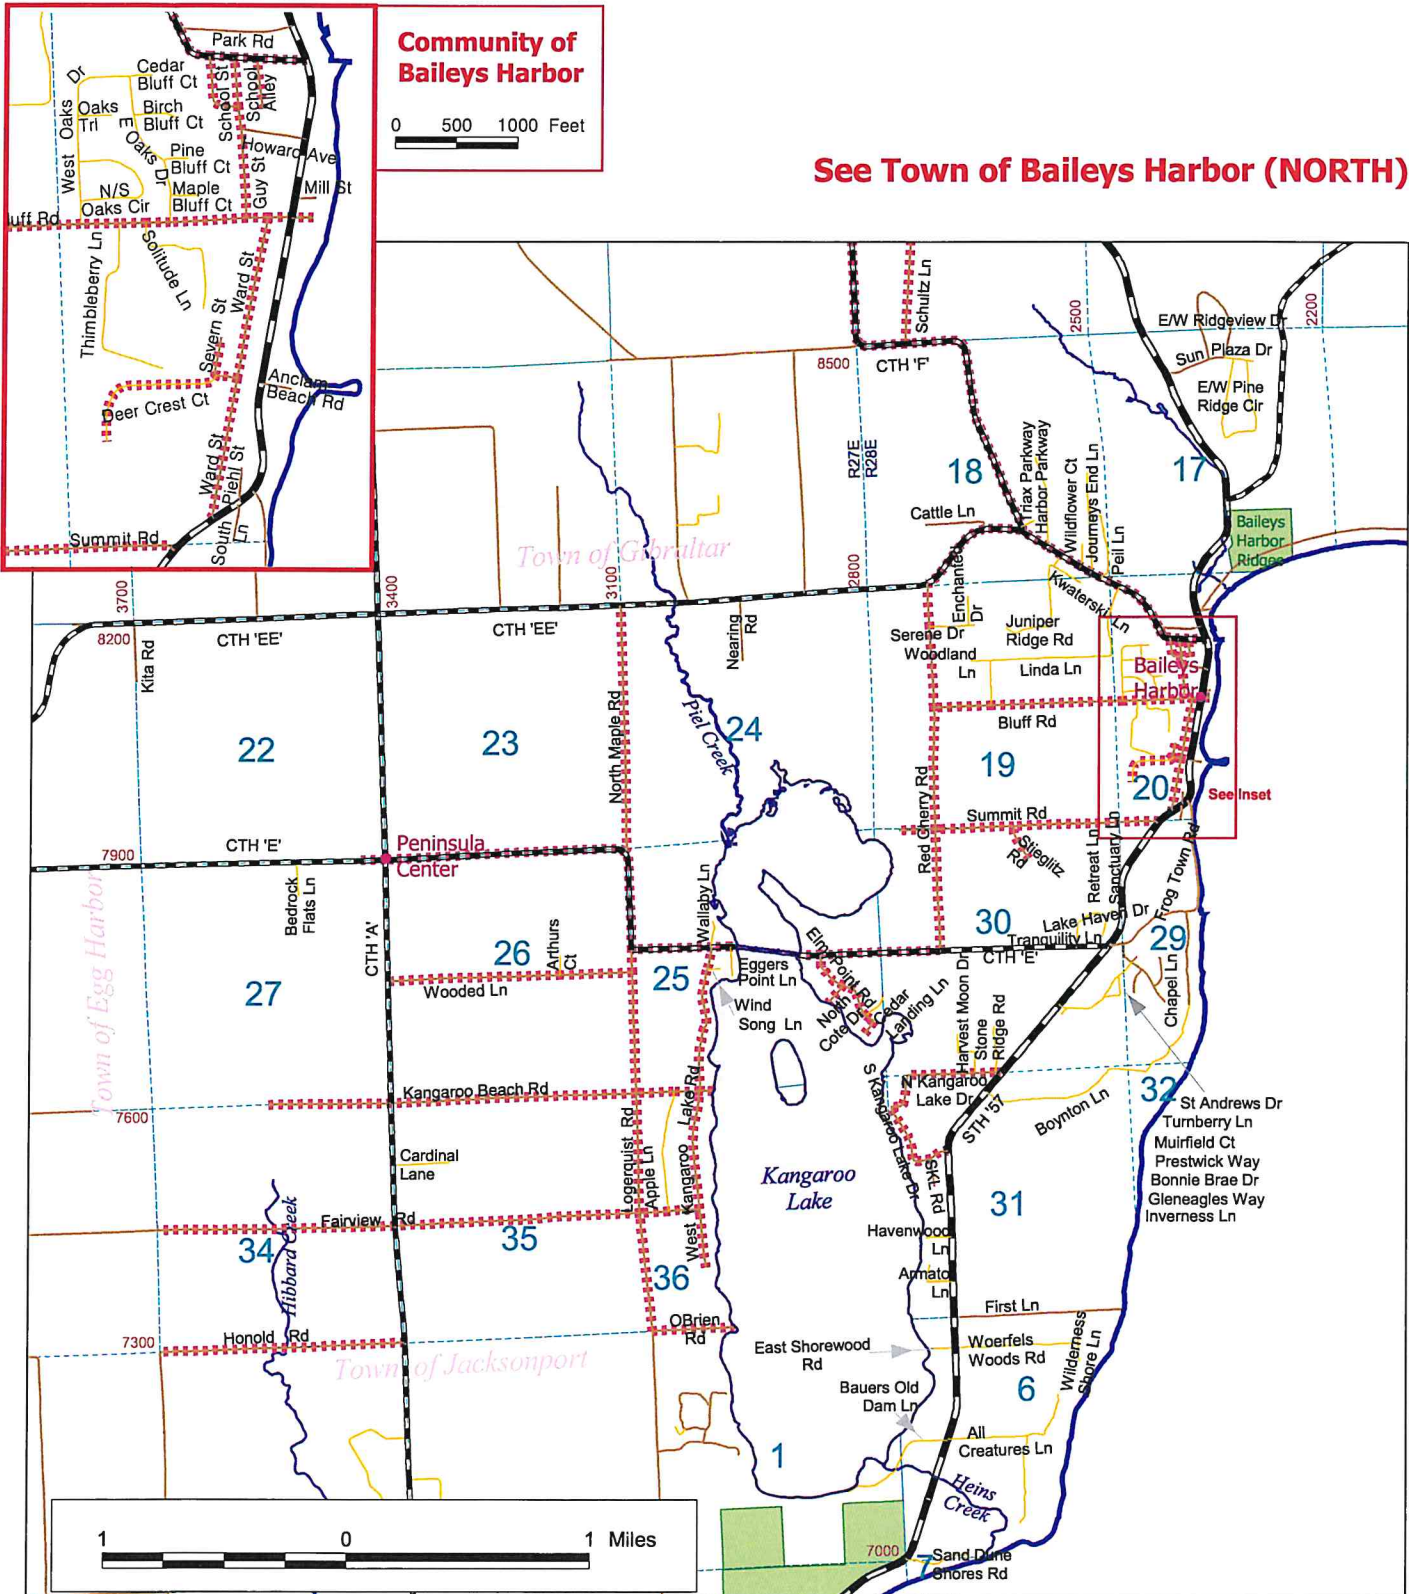 Community of
Baileys Harbor
0 500 1000 Feet
See Town of Baileys Harbor (NORTH)
Park Rd
Dr
Cedar
Bluff Ct
Oaks
Trl
Birch
Bluff Ct
West Oaks
E Oaks Dr
Pine
Bluff Ct
N/S
Oaks Cir
Maple
Bluff Ct
School St
School
Alley
Howard Ave
Guy St
Mill St
luff Rd
Thimbleberry Ln
Solitude Ln
Ward St
Severn St
Anclam
Beach Rd
Deer Crest Ct
Ward St
Piehl St
South
Ln
Summit Rd
Schultz Ln
2500
2200
E/W Ridgeview Dr
Sun Plaza Dr
E/W Pine
Ridge Cir
8500
CTH 'F'
R27E
R28E
18
17
Triax Parkway
Harbor Parkway
Wildflower Ct
Journeys End Ln
Peil Ln
Cattle Ln
Baileys
Harbor
Ridges
Town of Gibraltar
3700
3400
3100
2800
8200
CTH 'EE'
CTH 'EE'
Kita Rd
Nearing
Rd
Enchanted
Dr
Kwaterski Ln
Serene Dr
Woodland
Ln
Juniper
Ridge Rd
Linda Ln
Baileys
Harbor
Bluff Rd
North Maple Rd
Piel Creek
22
23
24
19
20
See Inset
Red Cherry Rd
Summit Rd
Stieglitz
Rd
Retreat Ln
Sanctuary Ln
Frog Town Rd
7900
CTH 'E'
Peninsula
Center
Bedrock
Flats Ln
CTH 'A'
Wallaby Ln
Arthurs
Ct
26
25
27
Wooded Ln
Eggers
Point Ln
Wind
Song Ln
Elm Point Rd
North
Cote Dr
Cedar
Landing Ln
30
Lake Haven Dr
Tranquility Ln
CTH 'E'
29
Chapel Ln
Harvest Moon Dr
Stone
Ridge Rd
Town of Egg Harbor
7600
Kangaroo Beach Rd
N Kangaroo
Lake Dr
S Kangaroo Lake Dr
SKL Rd
STH '57'
Boynton Ln
32
St Andrews Dr
Turnberry Ln
Muirfield Ct
Prestwick Way
Bonnie Brae Dr
Gleneagles Way
Inverness Ln
Cardinal
Lane
Logerquist Rd
Apple Ln
West Kangaroo Lake Rd
Kangaroo
Lake
31
Havenwood
Ln
Armato
Ln
Fairview Rd
34
35
36
Hibbard Creek
7300
Honold Rd
OBrien
Rd
Town of Jacksonport
First Ln
East Shorewood
Rd
Woerfels
Woods Rd
Wilderness
Shore Ln
6
Bauers Old
Dam Ln
All
Creatures Ln
1
Heins
Creek
7000
7
Sand Dune
Shores Rd
1 0 1 Miles